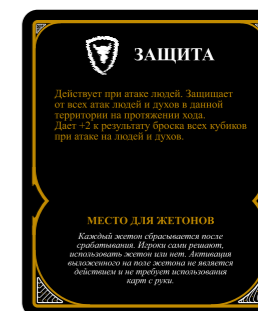 ЗАЩИТА
Действует при атаке людей. Защищает
от всех атак людей и духов в данной
территории на протяжении хода.
Дает +2 к результату броска всех кубиков
при атаке на людей и духов.
МЕСТО ДЛЯ ЖЕТОНОВ
Каждый жетон сбрасывается после
срабатывания. Игроки сами решают,
использовать жетон или нет. Активация
выложенного на поле жетона не является
действием и не требует использования
карт с руки.